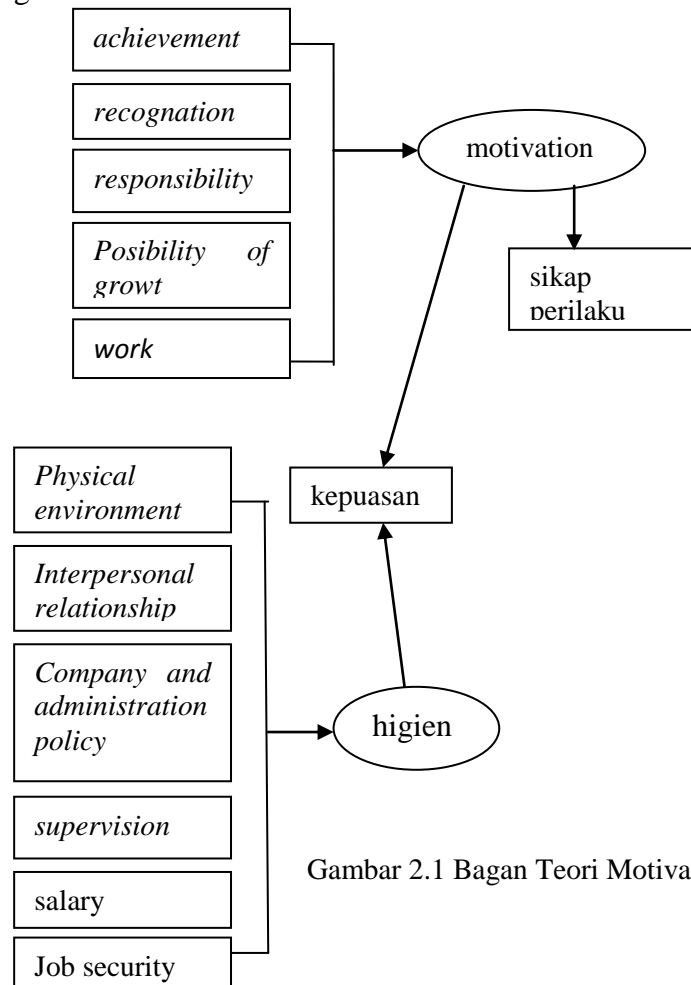 achievement
recognation
motivation
responsibility
Posibility of
growt
sikap
perilaku
work
Physical
environment
kepuasan
Interpersonal
relationship
Company and
administration
policy
higien
supervision
Gambar 2.1 Bagan Teori Motiva
salary
Job security